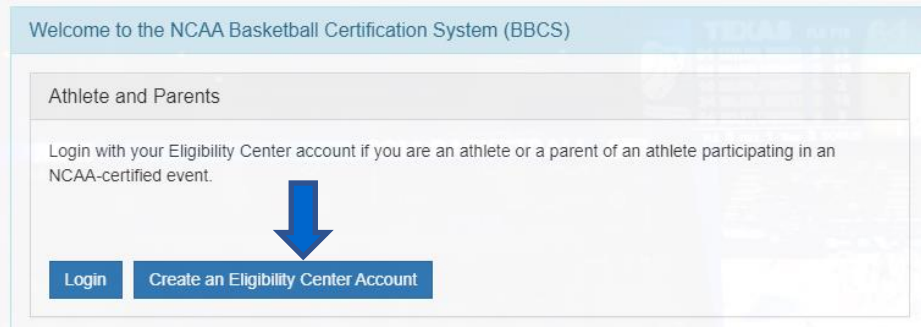 Welcome to the NCAA Basketball Certification System (BBCS)
Athlete and Parents
Login with your Eligibility Center account if you are an athlete or a parent of an athlete participating in an
NCAA-certified event.
Login
Create an Eligibility Center Account
TEXAS